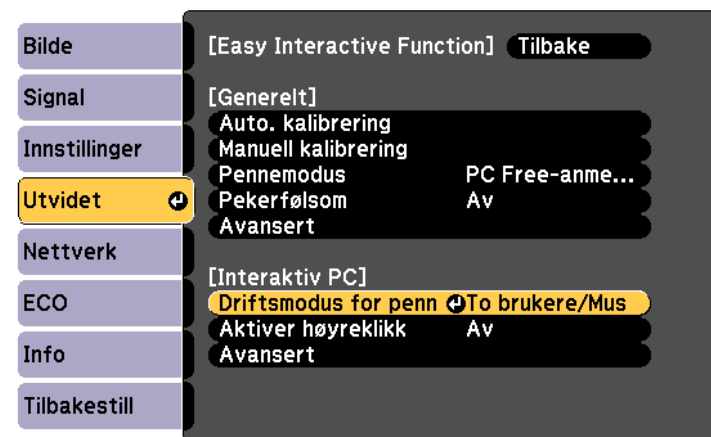 Bilde
Signal
Innstillinger
Utvidet
Nettverk
ECO
Info
Tilbakestill
[Easy Interactive Function] Tilbake
[Generelt]
Auto. kalibrering
Manuell kalibrering
Pennemodus PC Free-anme...
Pekerfølsom Av
Avansert
[Interaktiv PC]
Driftsmodus for penn To brukere/Mus
Aktiver høyreklikk Av
Avansert